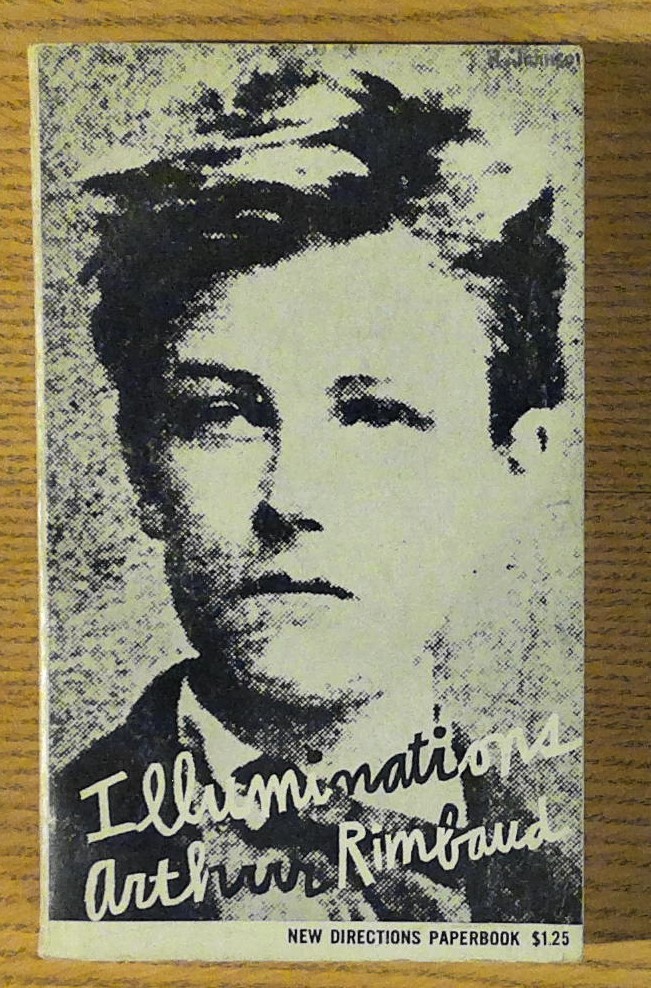 Illuminations
Arthur Rimbaud
NEW DIRECTIONS PAPERBOOK $1.25